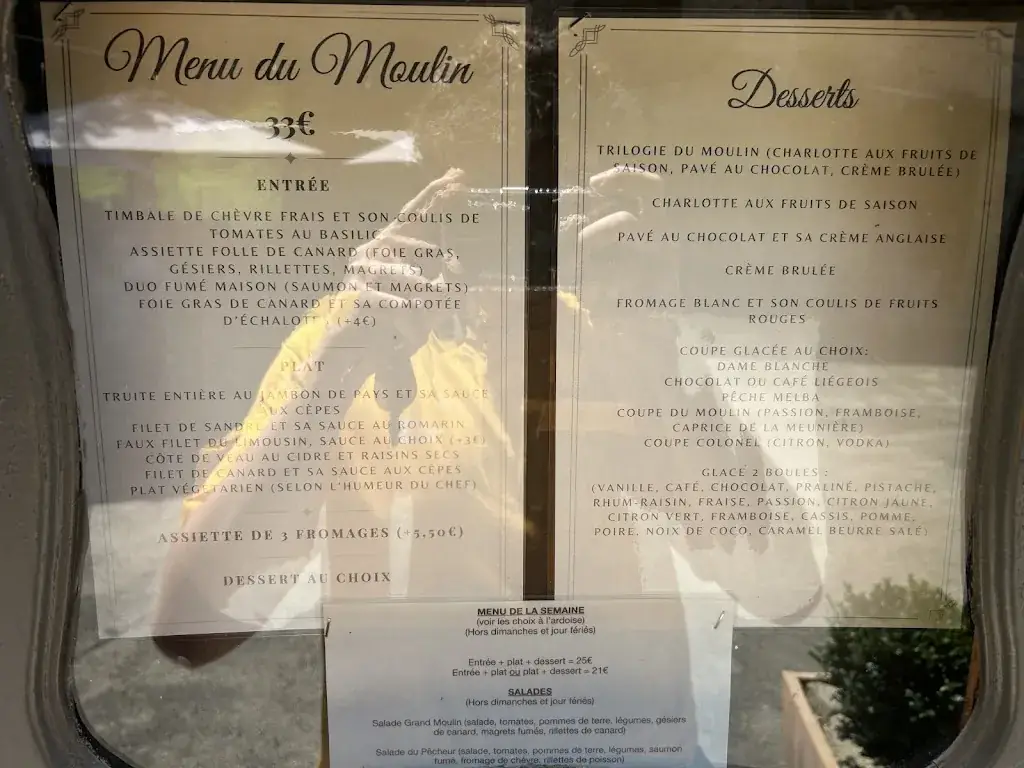 Menu du Moulin
33€
ENTRÉE
TIMBALE DE CHÈVRE FRAIS ET SON COULIS DE
TOMATES AU BASILIC
ASSIETTE FOLLE DE CANARD (FOIE GRAS,
GÉSIERS, RILLETTES, MAGRETS)
DUO FUMÉ MAISON (SAUMON ET MAGRETS)
FOIE GRAS DE CANARD ET SA COMPOTÉE
D'ÉCHALOTE (+4€)
PLAT
TRUITE ENTIÈRE AU JAMBON DE PAYS ET SA SAUCE
AUX CÈPES
FILET DE SANDRE ET SA SAUCE AU ROMARIN
FAUX FILET DU LIMOUSIN, SAUCE AU CHOIX (+3€)
CÔTE DE VEAU AU CIDRE ET RAISINS SECS
FILET DE CANARD ET SA SAUCE AUX CÈPES
PLAT VÉGÉTARIEN (SELON L'HUMEUR DU CHEF)
ASSIETTE DE 3 FROMAGES (+5,50€)
DESSERT AU CHOIX
Desserts
TRILOGIE DU MOULIN (CHARLOTTE AUX FRUITS DE
SAISON, PAVÉ AU CHOCOLAT, CRÈME BRULÉE)
CHARLOTTE AUX FRUITS DE SAISON
PAVÉ AU CHOCOLAT ET SA CRÈME ANGLAISE
CRÈME BRULÉE
FROMAGE BLANC ET SON COULIS DE FRUITS
ROUGES
COUPE GLACÉE AU CHOIX:
DAME BLANCHE
CHOCOLAT OU CAFÉ LIÉGEOIS
PÊCHE MELBA
COUPE DU MOULIN (PASSION, FRAMBOISE,
CAPRICE DE LA MEUNIÈRE)
COUPE COLONEL (CITRON, VODKA)
GLACE 2 BOULES :
(VANILLE, CAFÉ, CHOCOLAT, PRALINÉ, PISTACHE,
RHUM-RAISIN, FRAISE, PASSION, CITRON JAUNE,
CITRON VERT, FRAMBOISE, CASSIS, POMME,
POIRE, NOIX DE COCO, CARAMEL BEURRE SALÉ)
MENU DE LA SEMAINE
(voir les choix à l'ardoise)
(Hors dimanches et jour fériés)
Entrée + plat + dessert = 25€
Entrée + plat ou plat + dessert = 21€
SALADES
(Hors dimanches et jour fériés)
Salade Grand Moulin (salade, tomates, pommes de terre, légumes, gésiers
de canard, magrets fumés, rillettes de canard)
Salade du Pêcheur (salade, tomates, pommes de terre, légumes, saumon
fumé, fromage de chèvre, rillettes de poisson)